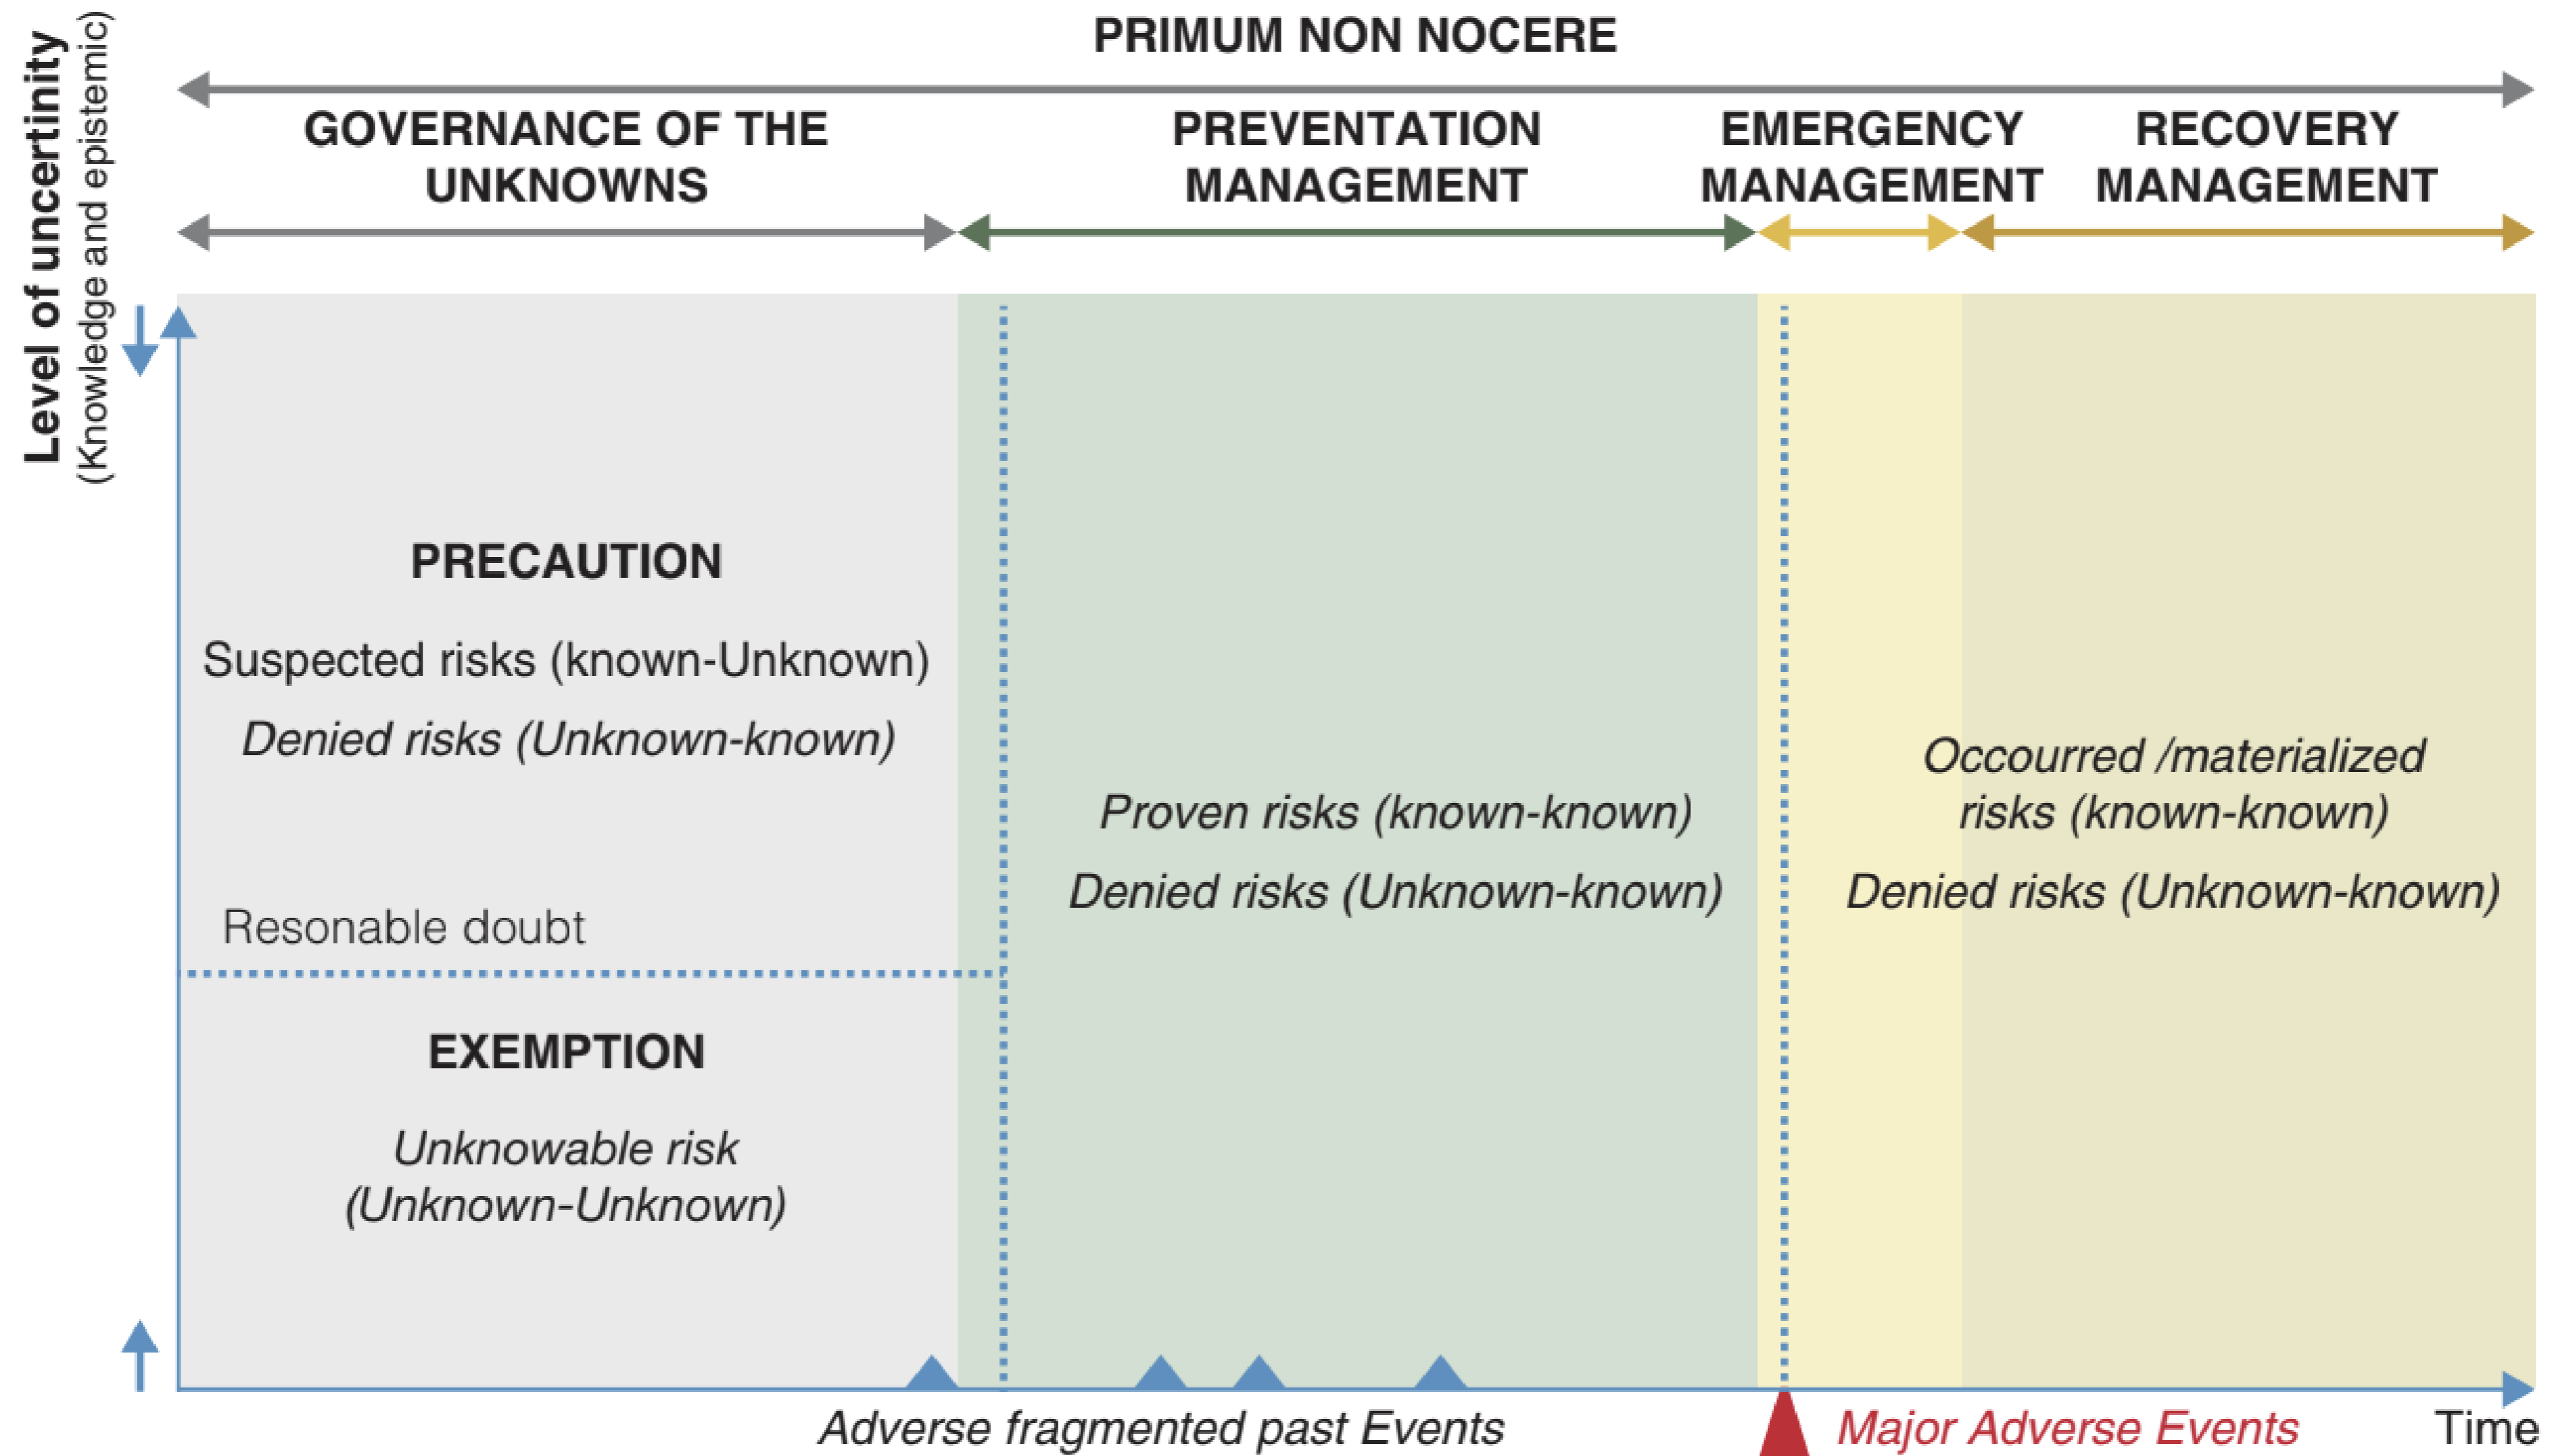 PRIMUM NON NOCERE
Level of uncertinity
(Knowledge and epistemic)
GOVERNANCE OF THE
UNKNOWNS
PREVENTATION
MANAGEMENT
EMERGENCY
MANAGEMENT
RECOVERY
MANAGEMENT
PRECAUTION
Suspected risks (known-Unknown)
Denied risks (Unknown-known)
Resonable doubt
EXEMPTION
Unknowable risk
(Unknown-Unknown)
Proven risks (known-known)
Denied risks (Unknown-known)
Occourred /materialized
risks (known-known)
Denied risks (Unknown-known)
Adverse fragmented past Events
Major Adverse Events
Time